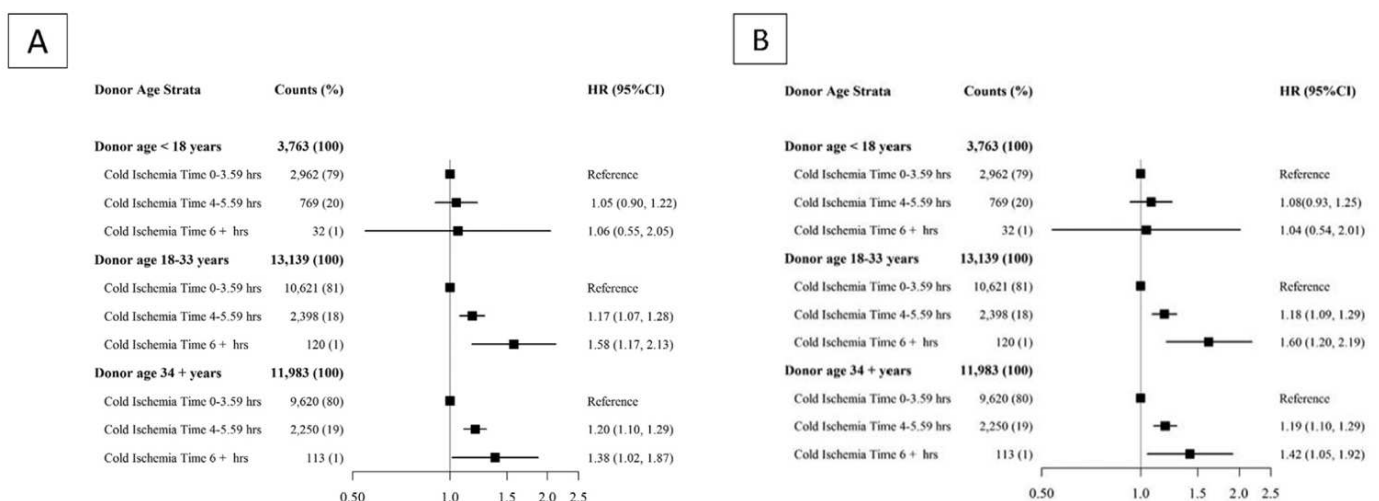 A
Donor Age Strata Counts (%) HR (95%CI)
Donor age < 18 years 3,763 (100)
Cold Ischemia Time 0-3.59 hrs 2,962 (79) Reference
Cold Ischemia Time 4-5.59 hrs 769 (20) 1.05 (0.90, 1.22)
Cold Ischemia Time 6 + hrs 32 (1) 1.06 (0.55, 2.05)
Donor age 18-33 years 13,139 (100)
Cold Ischemia Time 0-3.59 hrs 10,621 (81) Reference
Cold Ischemia Time 4-5.59 hrs 2,398 (18) 1.17 (1.07, 1.28)
Cold Ischemia Time 6 + hrs 120 (1) 1.58 (1.17, 2.13)
Donor age 34 + years 11,983 (100)
Cold Ischemia Time 0-3.59 hrs 9,620 (80) Reference
Cold Ischemia Time 4-5.59 hrs 2,250 (19) 1.20 (1.10, 1.29)
Cold Ischemia Time 6 + hrs 113 (1) 1.38 (1.02, 1.87)
0.50 1.0 1.5 2.0 2.5
B
Donor Age Strata Counts (%) HR (95%CI)
Donor age < 18 years 3,763 (100)
Cold Ischemia Time 0-3.59 hrs 2,962 (79) Reference
Cold Ischemia Time 4-5.59 hrs 769 (20) 1.08(0.93, 1.25)
Cold Ischemia Time 6 + hrs 32 (1) 1.04 (0.54, 2.01)
Donor age 18-33 years 13,139 (100)
Cold Ischemia Time 0-3.59 hrs 10,621 (81) Reference
Cold Ischemia Time 4-5.59 hrs 2,398 (18) 1.18 (1.09, 1.29)
Cold Ischemia Time 6 + hrs 120 (1) 1.60 (1.20, 2.19)
Donor age 34 + years 11,983 (100)
Cold Ischemia Time 0-3.59 hrs 9,620 (80) Reference
Cold Ischemia Time 4-5.59 hrs 2,250 (19) 1.19 (1.10, 1.29)
Cold Ischemia Time 6 + hrs 113 (1) 1.42 (1.05, 1.92)
0.50 1.0 1.5 2.0 2.5